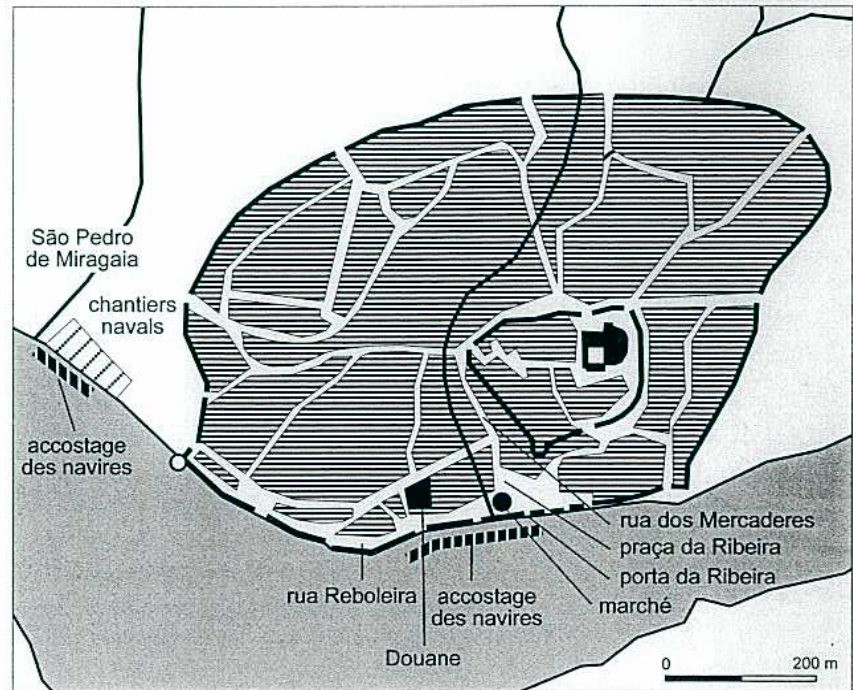 São Pedro
de Miragaia
chantiers
navals
accostage
des navires
rua Reboleira
Douane
accostage
des navires
rua dos Mercaderes
praça da Ribeira
porta da Ribeira
marché
0 200 m